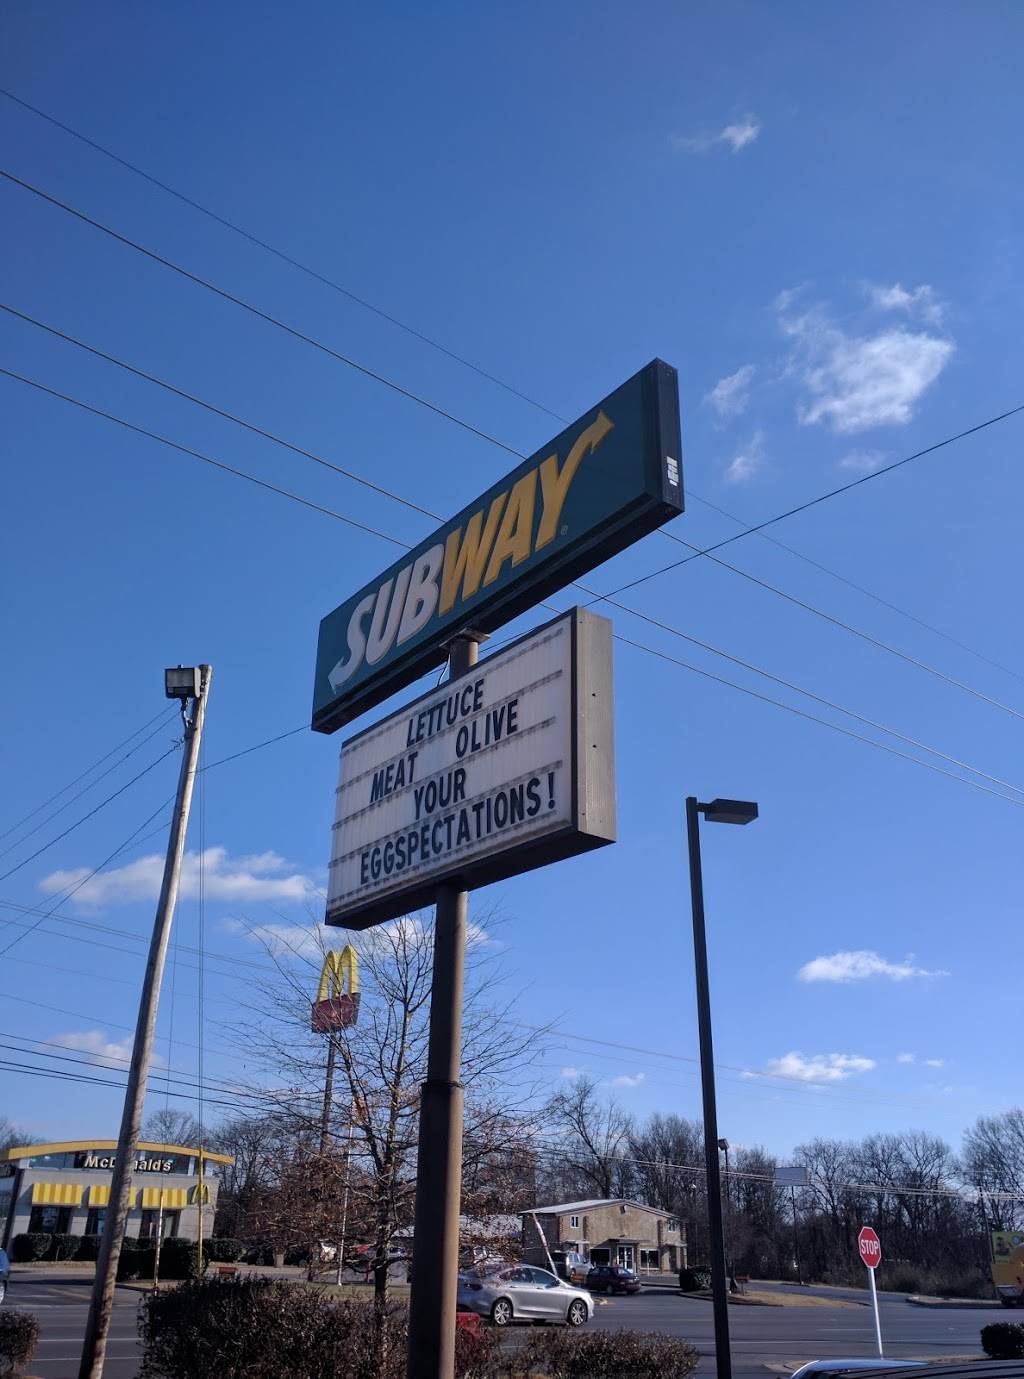 SUBWAY
LETTUCE
MEAT OLIVE
YOUR
EGGSPECTATIONS!
McDonald's
STOP